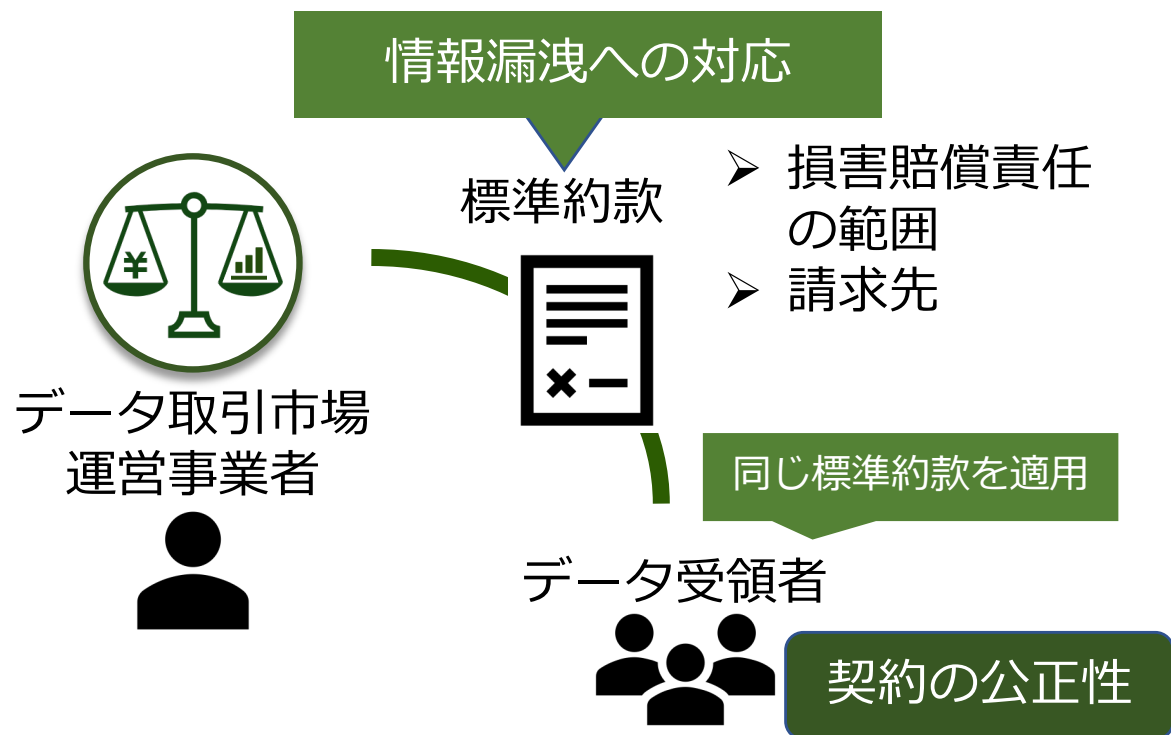 情報漏洩への対応
標準約款
➢ 損害賠償責任
の範囲
➢ 請求先
¥
データ取引市場
運営事業者
同じ標準約款を適用
データ受領者
契約の公正性